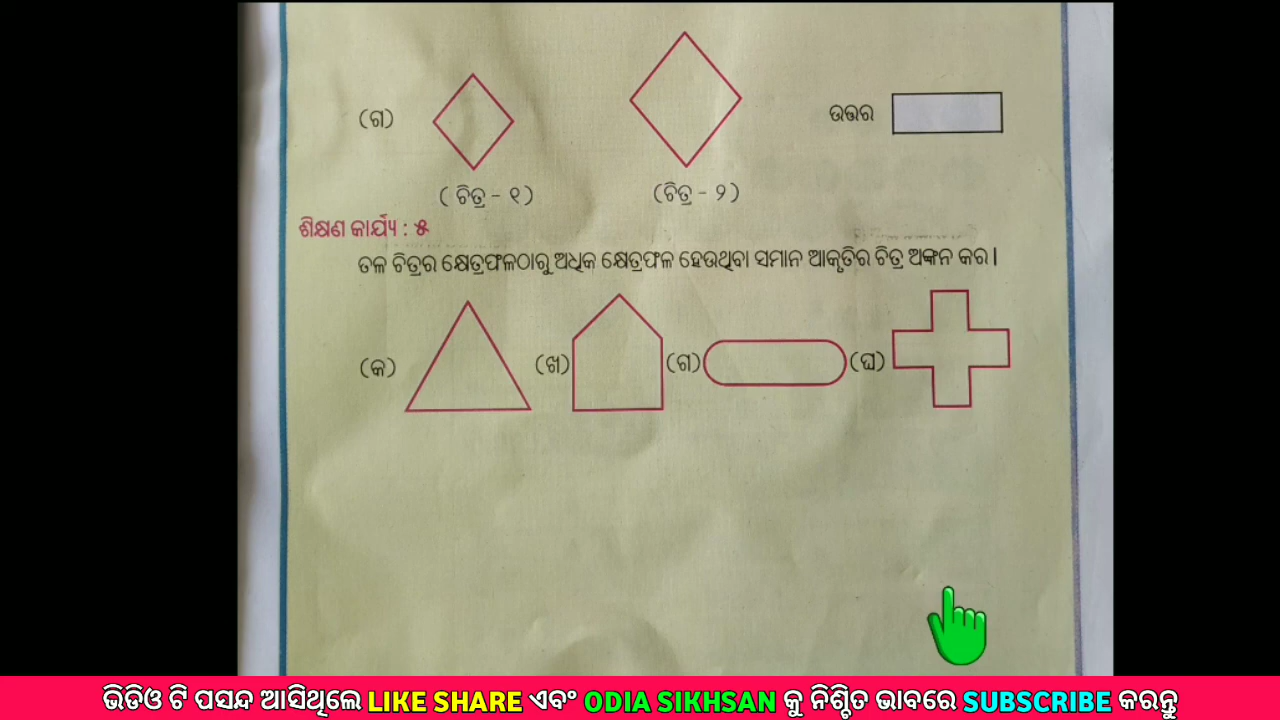 (ଗ) ଉତ୍ତର
( ଚିତ୍ର - ୧ ) (ଚିତ୍ର - ୨ )
ଶିକ୍ଷଣ କାର୍ଯ୍ୟ : ୫
ତଳ ଚିତ୍ରର କ୍ଷେତ୍ରଫଳଠାରୁ ଅଧିକ କ୍ଷେତ୍ରଫଳ ହେଉଥିବା ସମାନ ଆକୃତିର ଚିତ୍ର ଅଙ୍କନ କର ।
(କ) (ଖ) (ଗ) (ଘ)
ଭିଡିଓ ଟି ପସନ୍ଦ ଆସିଥିଲେ LIKE SHARE ଏବଂ ODIA SIKHSAN କୁ ନିଶ୍ଚିତ ଭାବରେ SUBSCRIBE କରନ୍ତୁ